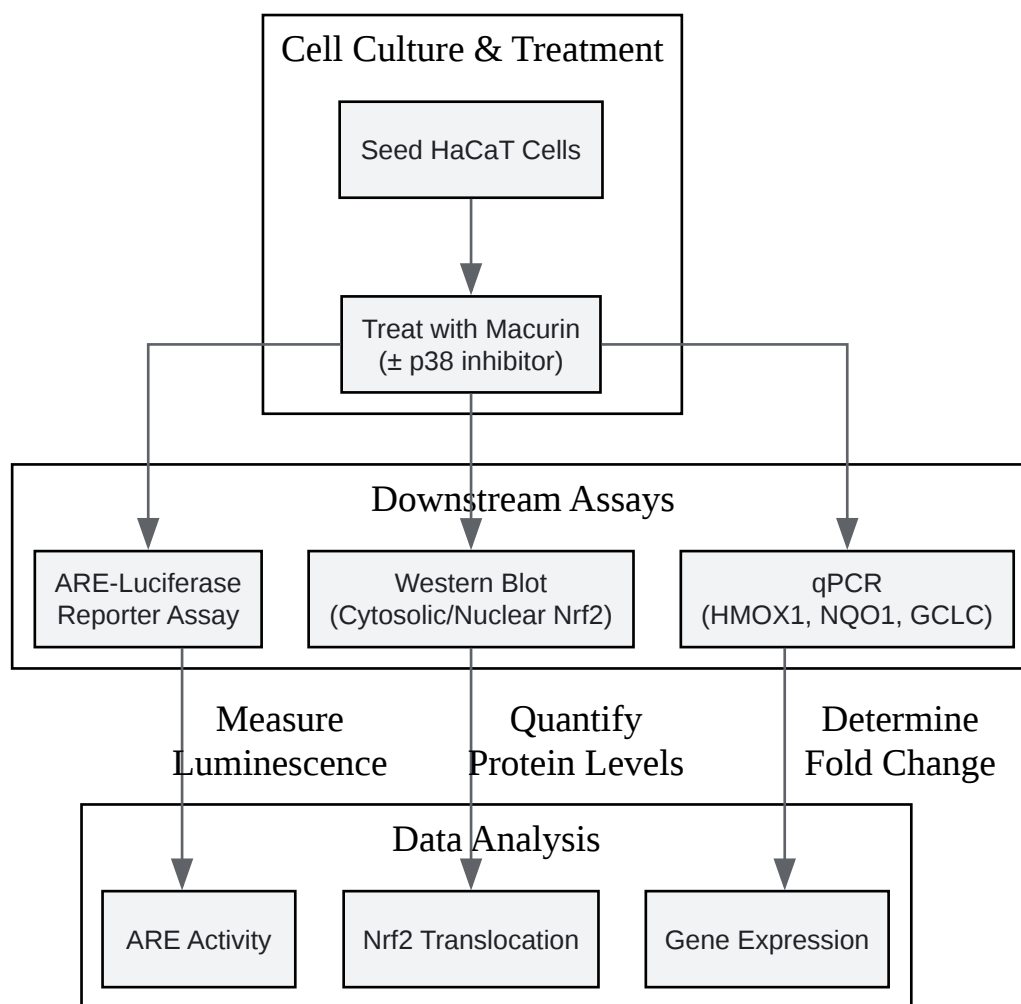 Cell Culture & Treatment
Seed HaCaT Cells
Treat with Macurin
(± p38 inhibitor)
Downstream Assays
ARE-Luciferase
Reporter Assay
Western Blot
(Cytosolic/Nuclear Nrf2)
qPCR
(HMOX1, NQO1, GCLC)
Measure
Luminescence
Quantify
Protein Levels
Determine
Fold Change
Data Analysis
ARE Activity
Nrf2 Translocation
Gene Expression